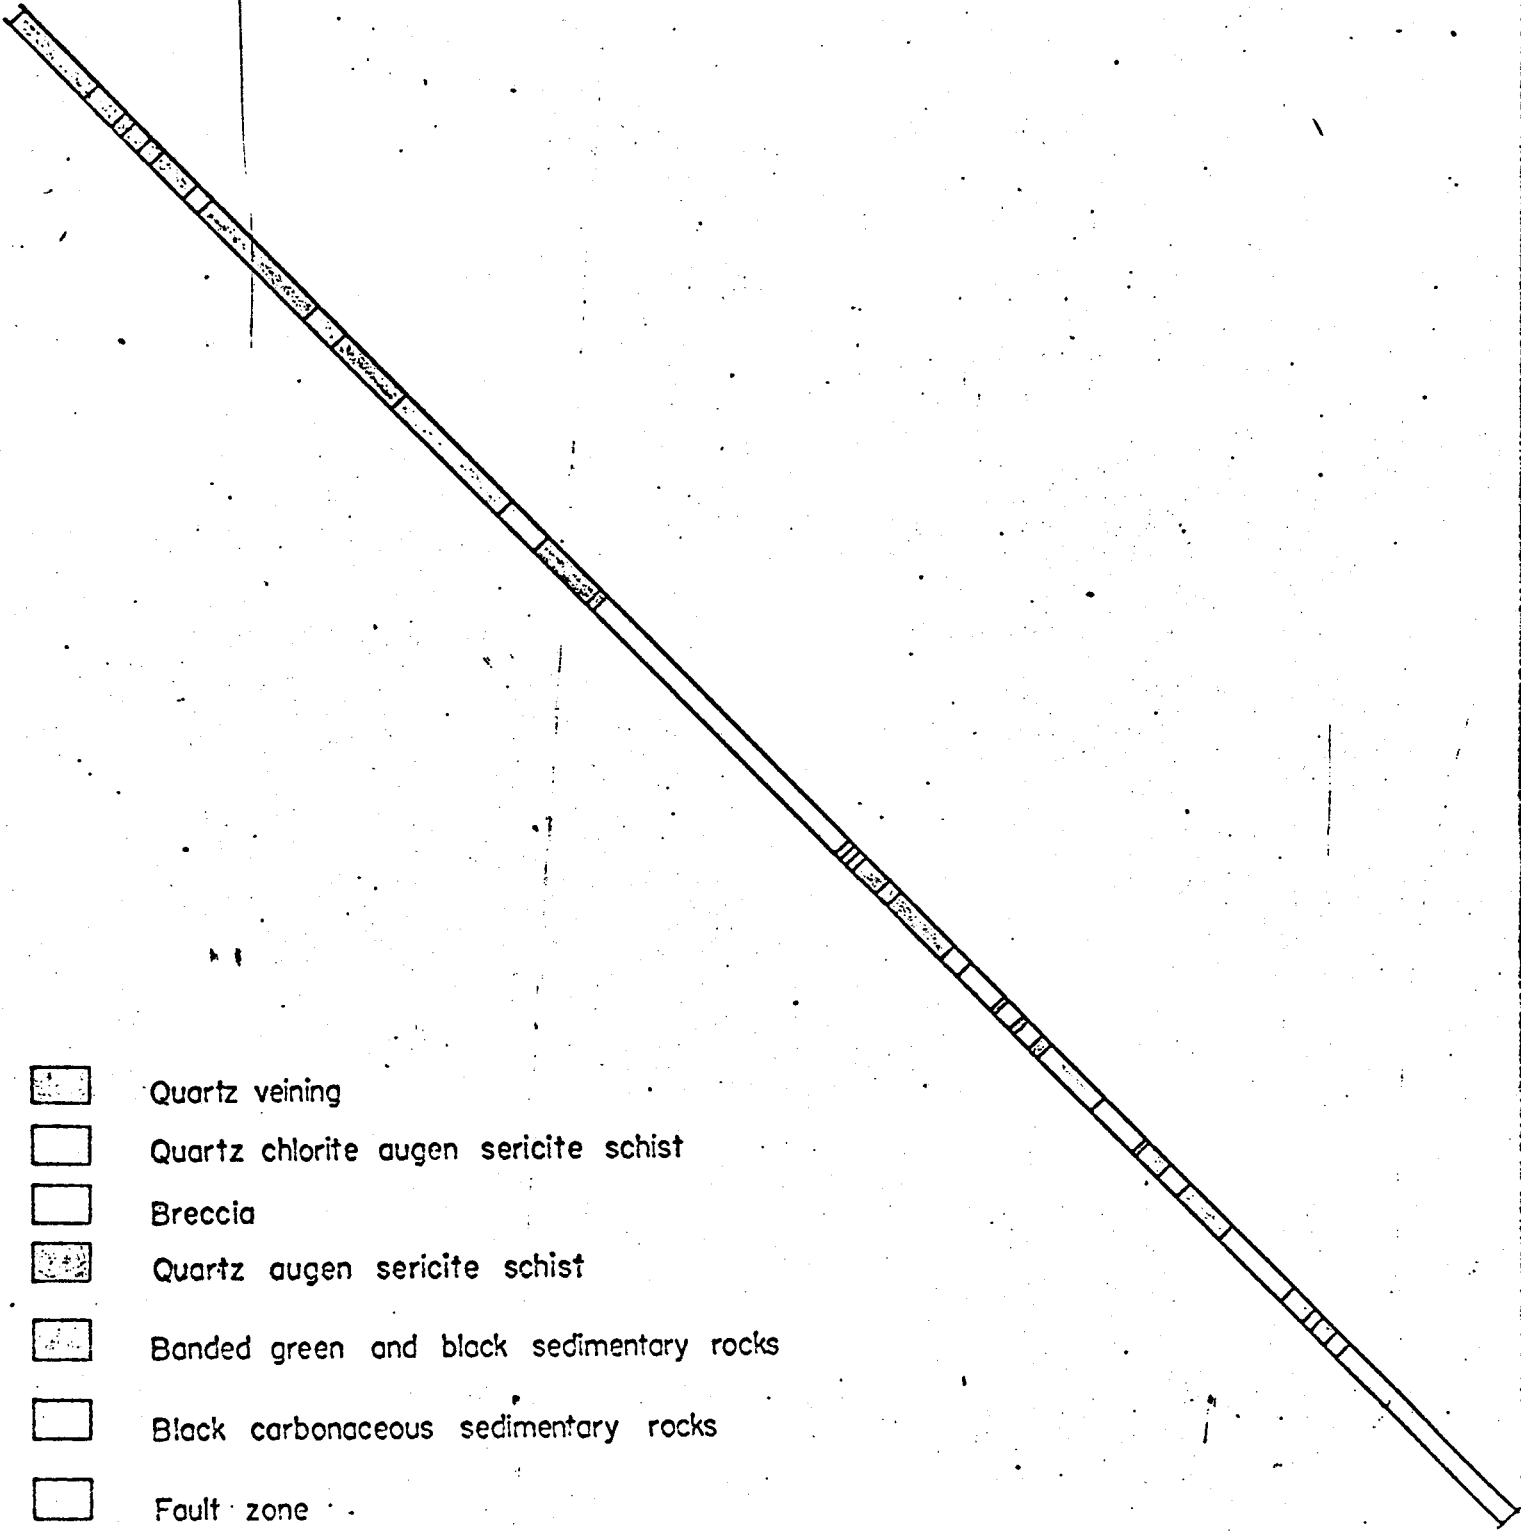 Quartz veining
Quartz chlorite augen sericite schist
Breccia
Quartz augen sericite schist
Banded green and black sedimentary rocks
Black carbonaceous sedimentary rocks
Fault zone